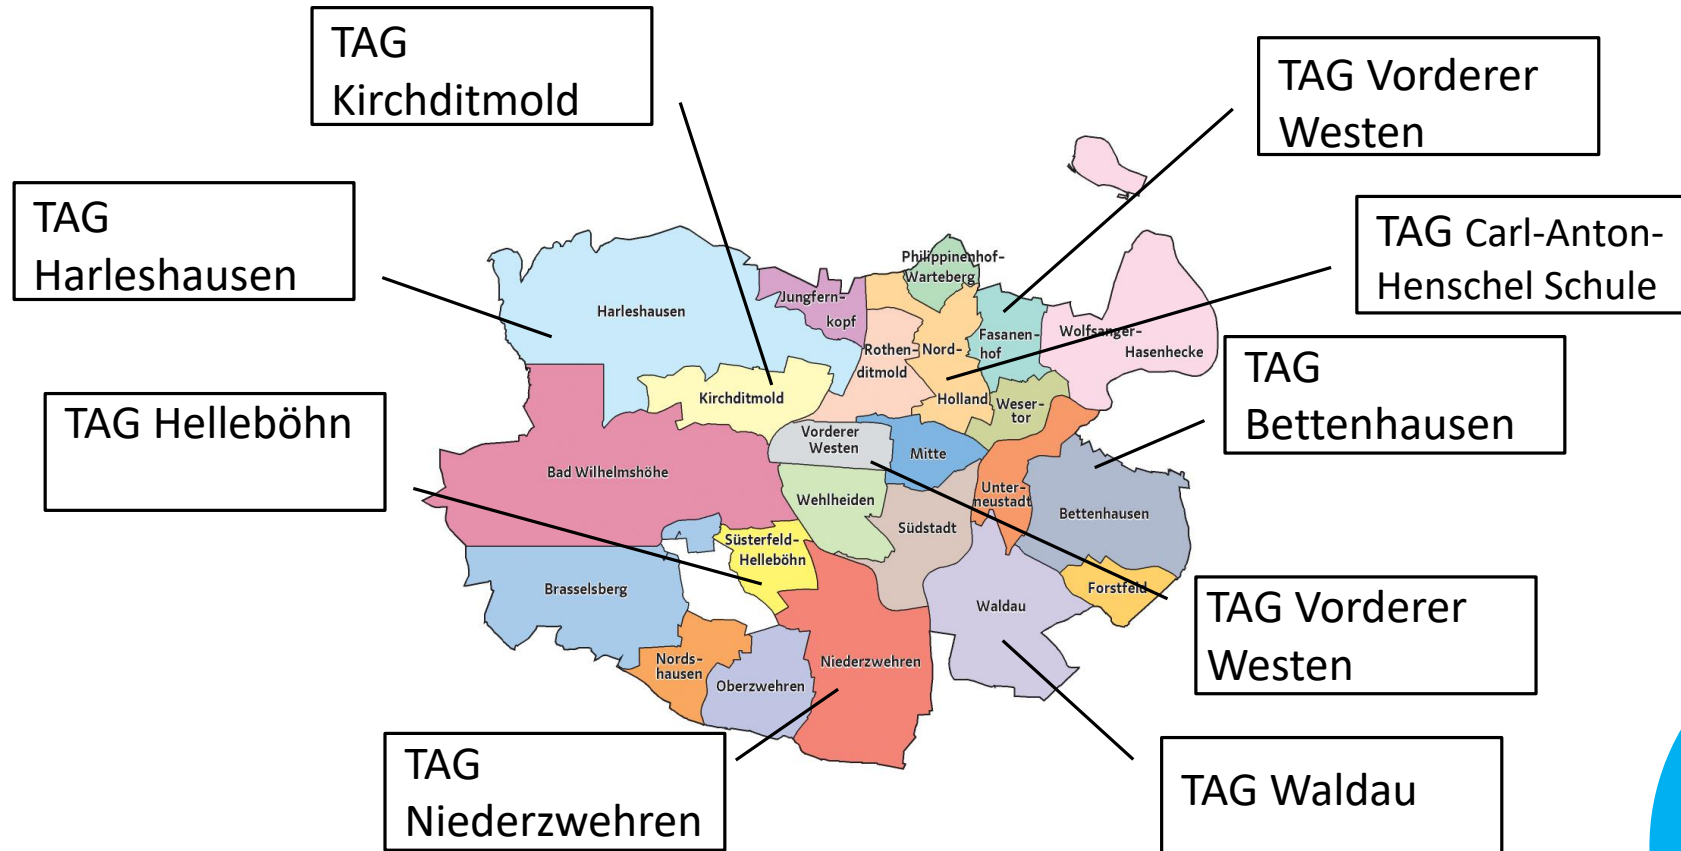 TAG
Kirchditmold
TAG Vorderer
Westen
TAG
Harleshausen
TAG Carl-Anton-
Henschel Schule
TAG
Bettenhausen
TAG Helleböhn
TAG Vorderer
Westen
TAG
Niederzwehren
TAG Waldau
Philippinenhof-
Warteberg
Jungfern-
kopf
Harleshausen
Rothen-
ditmold
Nord-
Holland
Fasanen-
hof
Wolfsanger-
Hasenhecke
Kirchditmold
Weser-
tor
Vorderer
Westen
Mitte
Bad Wilhelmshöhe
Wehlheiden
Unter-
neustadt
Bettenhausen
Südstadt
Süsterfeld-
Helleböhn
Brasselsberg
Forstfeld
Waldau
Nords-
hausen
Oberzwehren
Niederzwehren